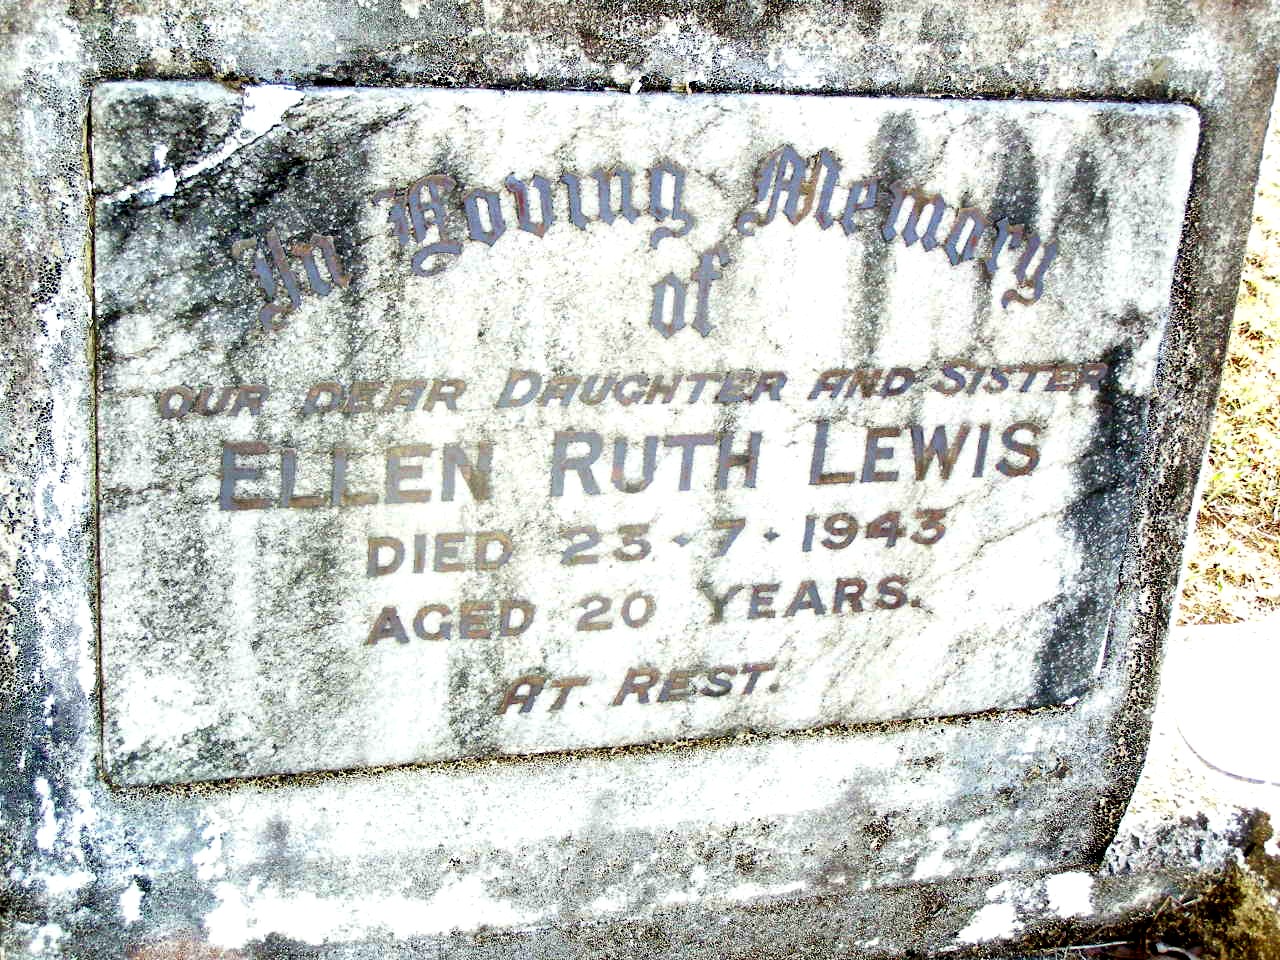 In Loving Memory
of
OUR DEAR DAUGHTER AND SISTER
ELLEN RUTH LEWIS
DIED 23·7·1943
AGED 20 YEARS.
AT REST.